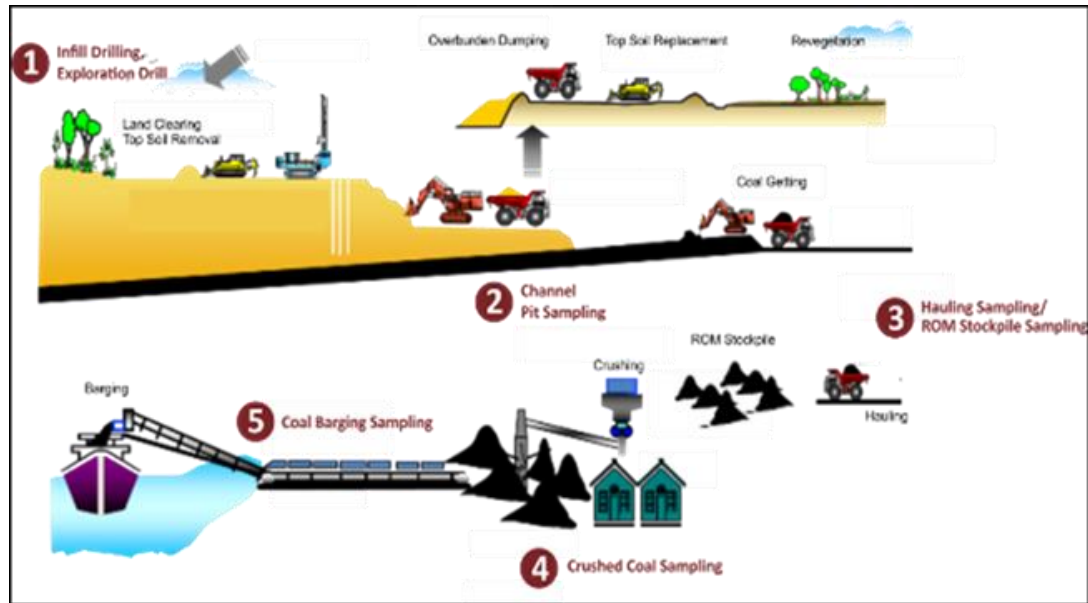 1 Infill Drilling,
Exploration Drill
Land Clearing
Top Soil Removal
Overburden Dumping
Top Soil Replacement
Revegetation
Coal Getting
2 Channel
Pit Sampling
3 Hauling Sampling/
ROM Stockpile Sampling
ROM Stockpile
Crushing
Hauling
Barging
5 Coal Barging Sampling
4 Crushed Coal Sampling